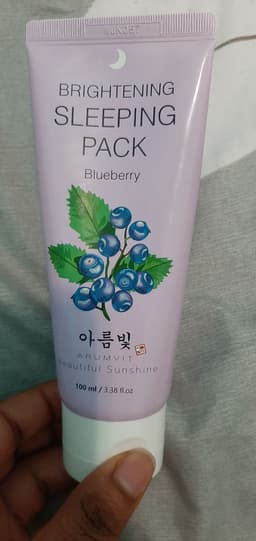 BRIGHTENING
SLEEPING
PACK
Blueberry
아름빛
ARUMVIT
Beautiful Sunshine
100 ml / 3.38 fl.oz